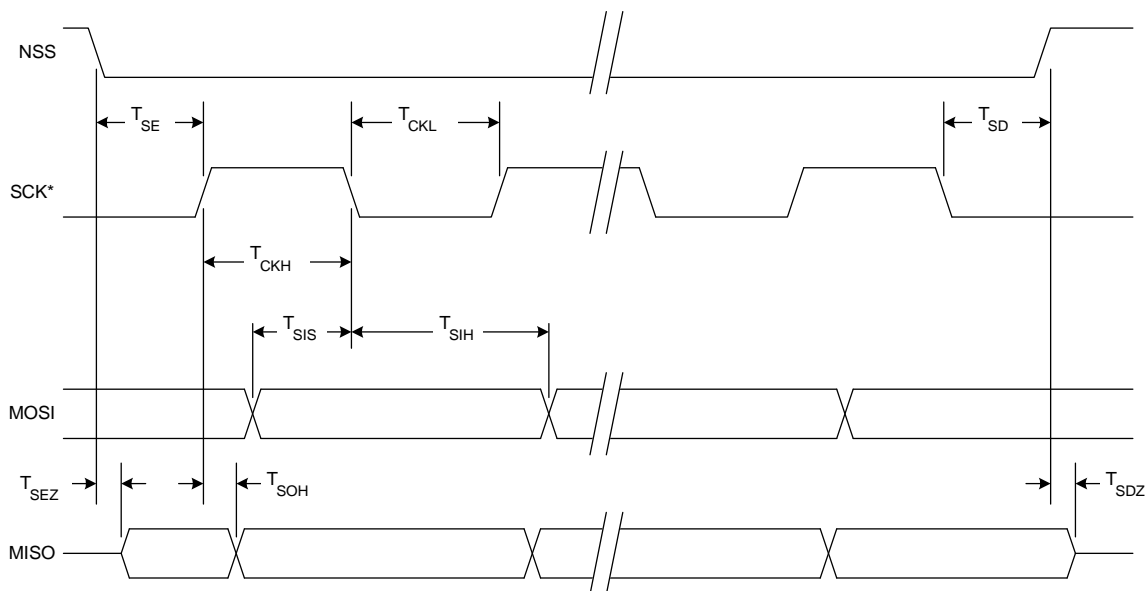 NSS
T_SE
T_CKL
T_SD
SCK*
T_CKH
T_SIS
T_SIH
MOSI
T_SEZ
T_SOH
T_SDZ
MISO